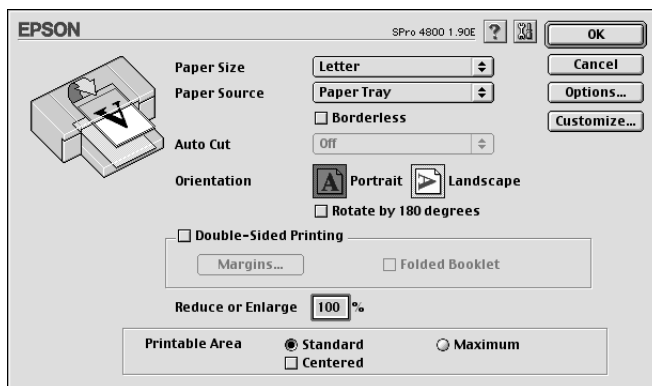 EPSON SPro 4800 1.90E ? OK
Paper Size Letter Cancel
Paper Source Paper Tray Options...
Borderless Customize...
Auto Cut Off
Orientation A Portrait A Landscape
Rotate by 180 degrees
Double-Sided Printing
Margins... Folded Booklet
Reduce or Enlarge 100 %
Printable Area Standard Maximum
Centered
A